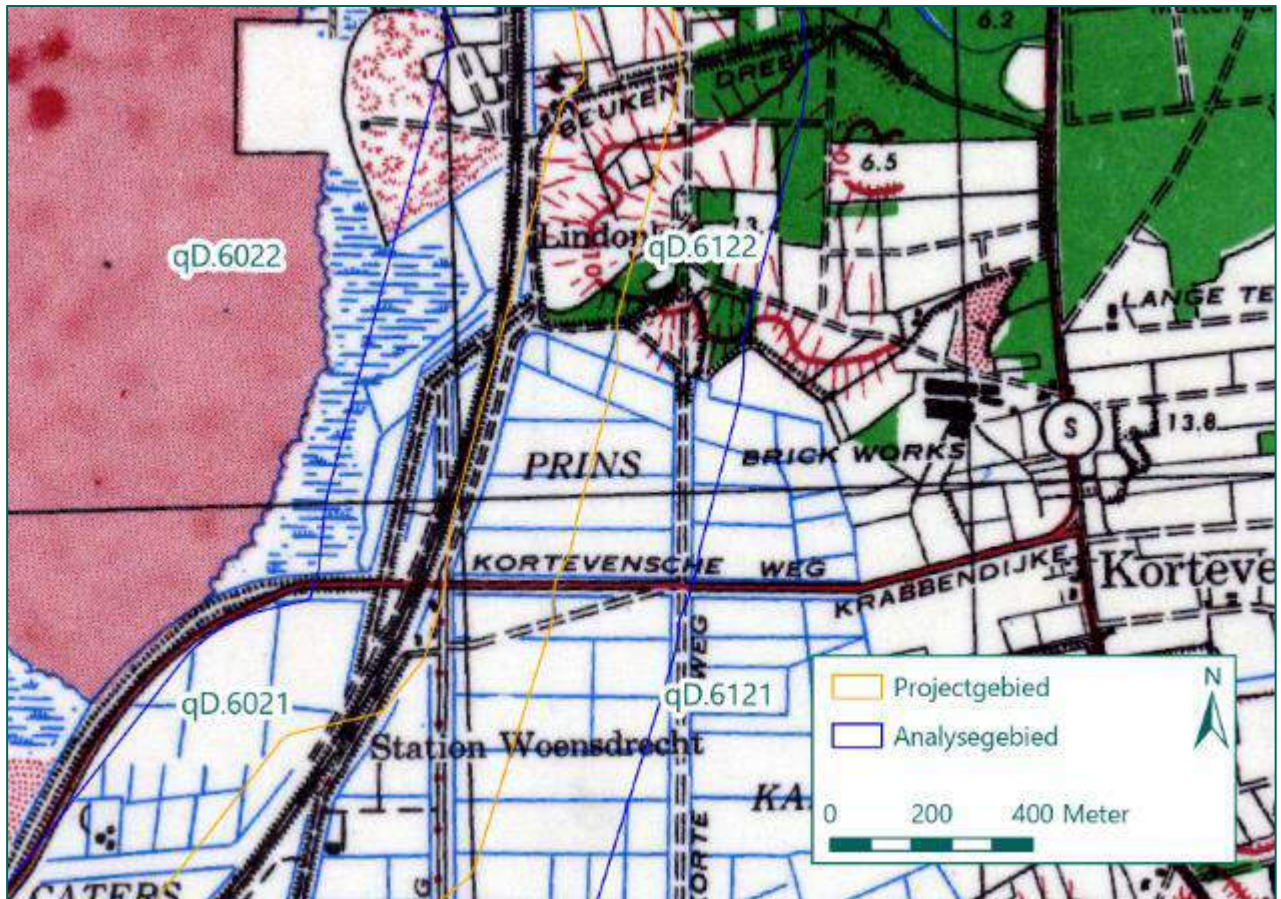 6.2
DREEF
BEUKEN
10
6.5
qD.6022
13
qD.6122
10
LANGE TE
S
13.8
PRINS
BRICK WORKS
KORTEVENSCHE WEG
KRABBENDIJKE
Korteve
WEG
qD.6021
qD.6121
Station Woensdrecht
KA
KORTE
G
CATERS
Projectgebied
Analysegebied
N
0 200 400 Meter